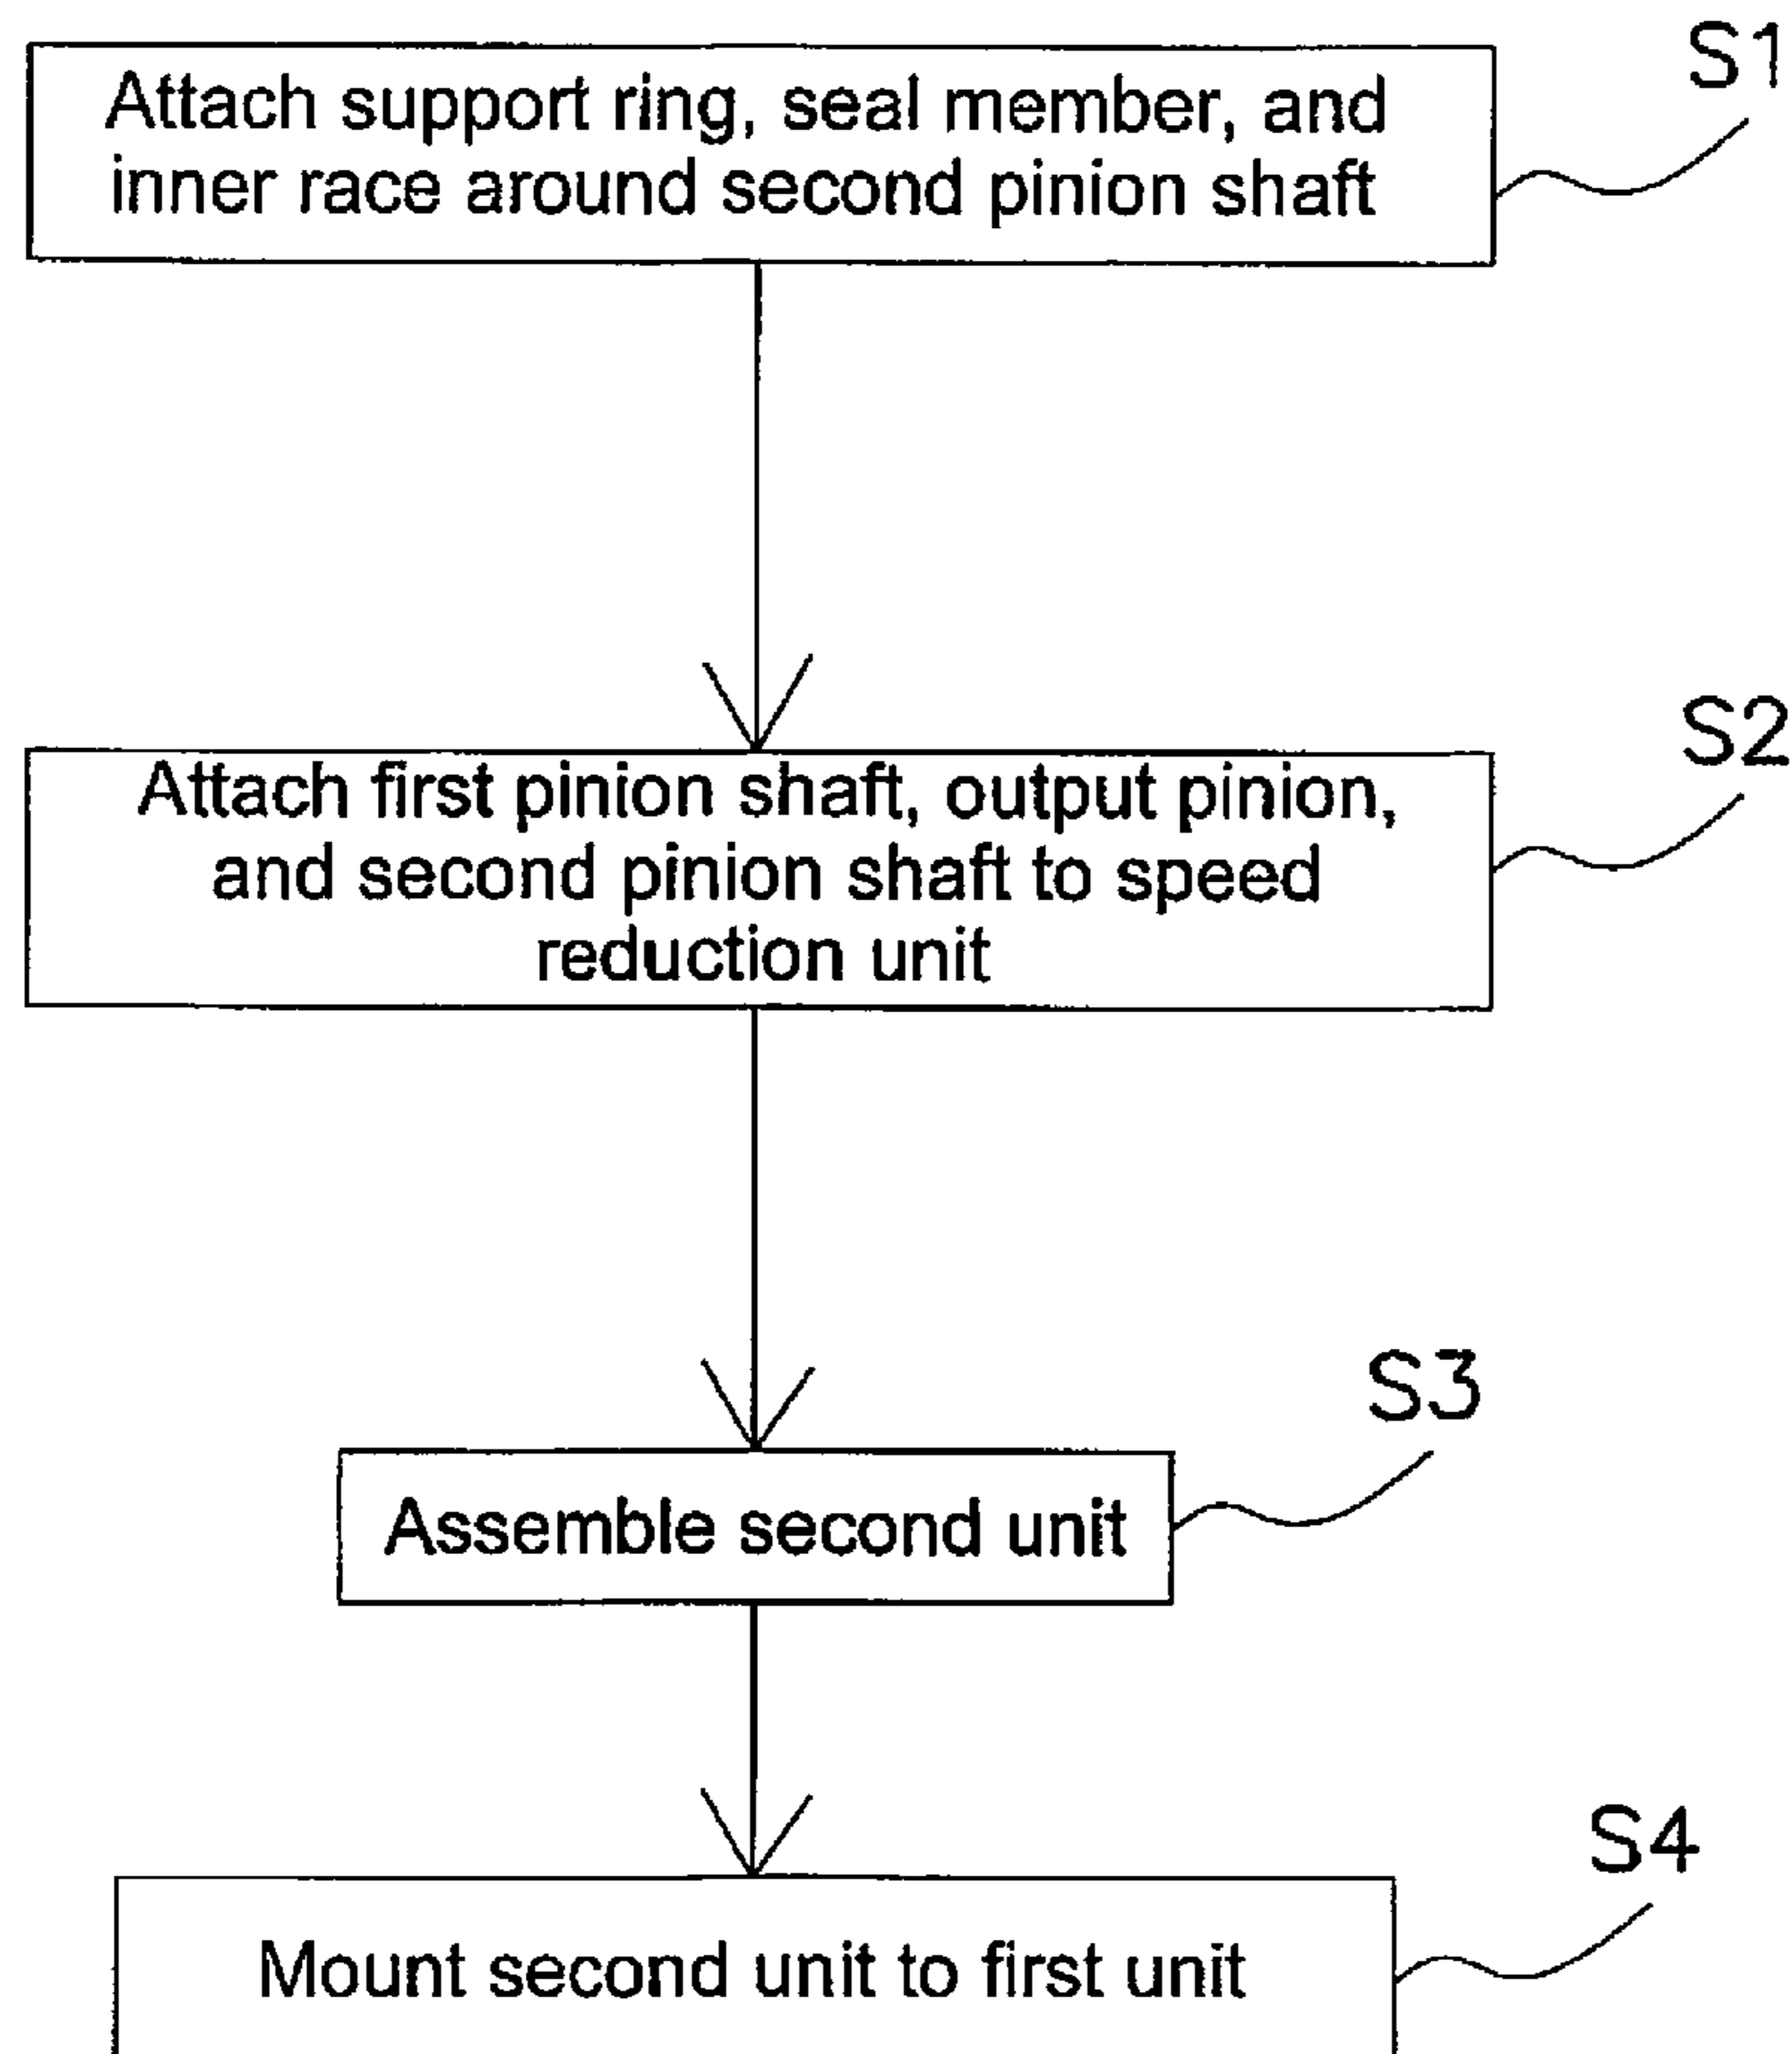 S1
Attach support ring, seal member, and
inner race around second pinion shaft
S2
Attach first pinion shaft, output pinion,
and second pinion shaft to speed
reduction unit
S3
Assemble second unit
S4
Mount second unit to first unit